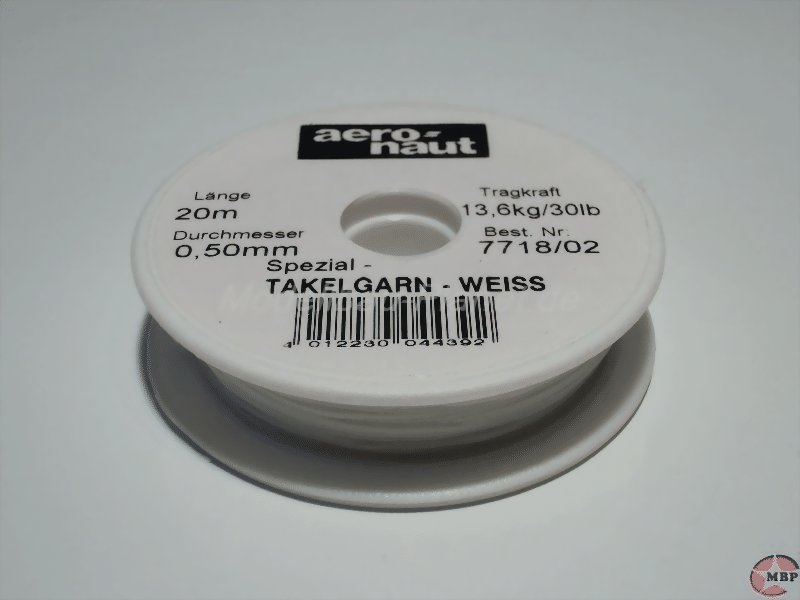 aero-
naut
Länge
20m
Durchmesser
0,50mm
Tragkraft
13,6kg/30lb
Best. Nr:
7718/02
Spezial -
TAKELGARN - WEISS
4 012230 044392
MBP